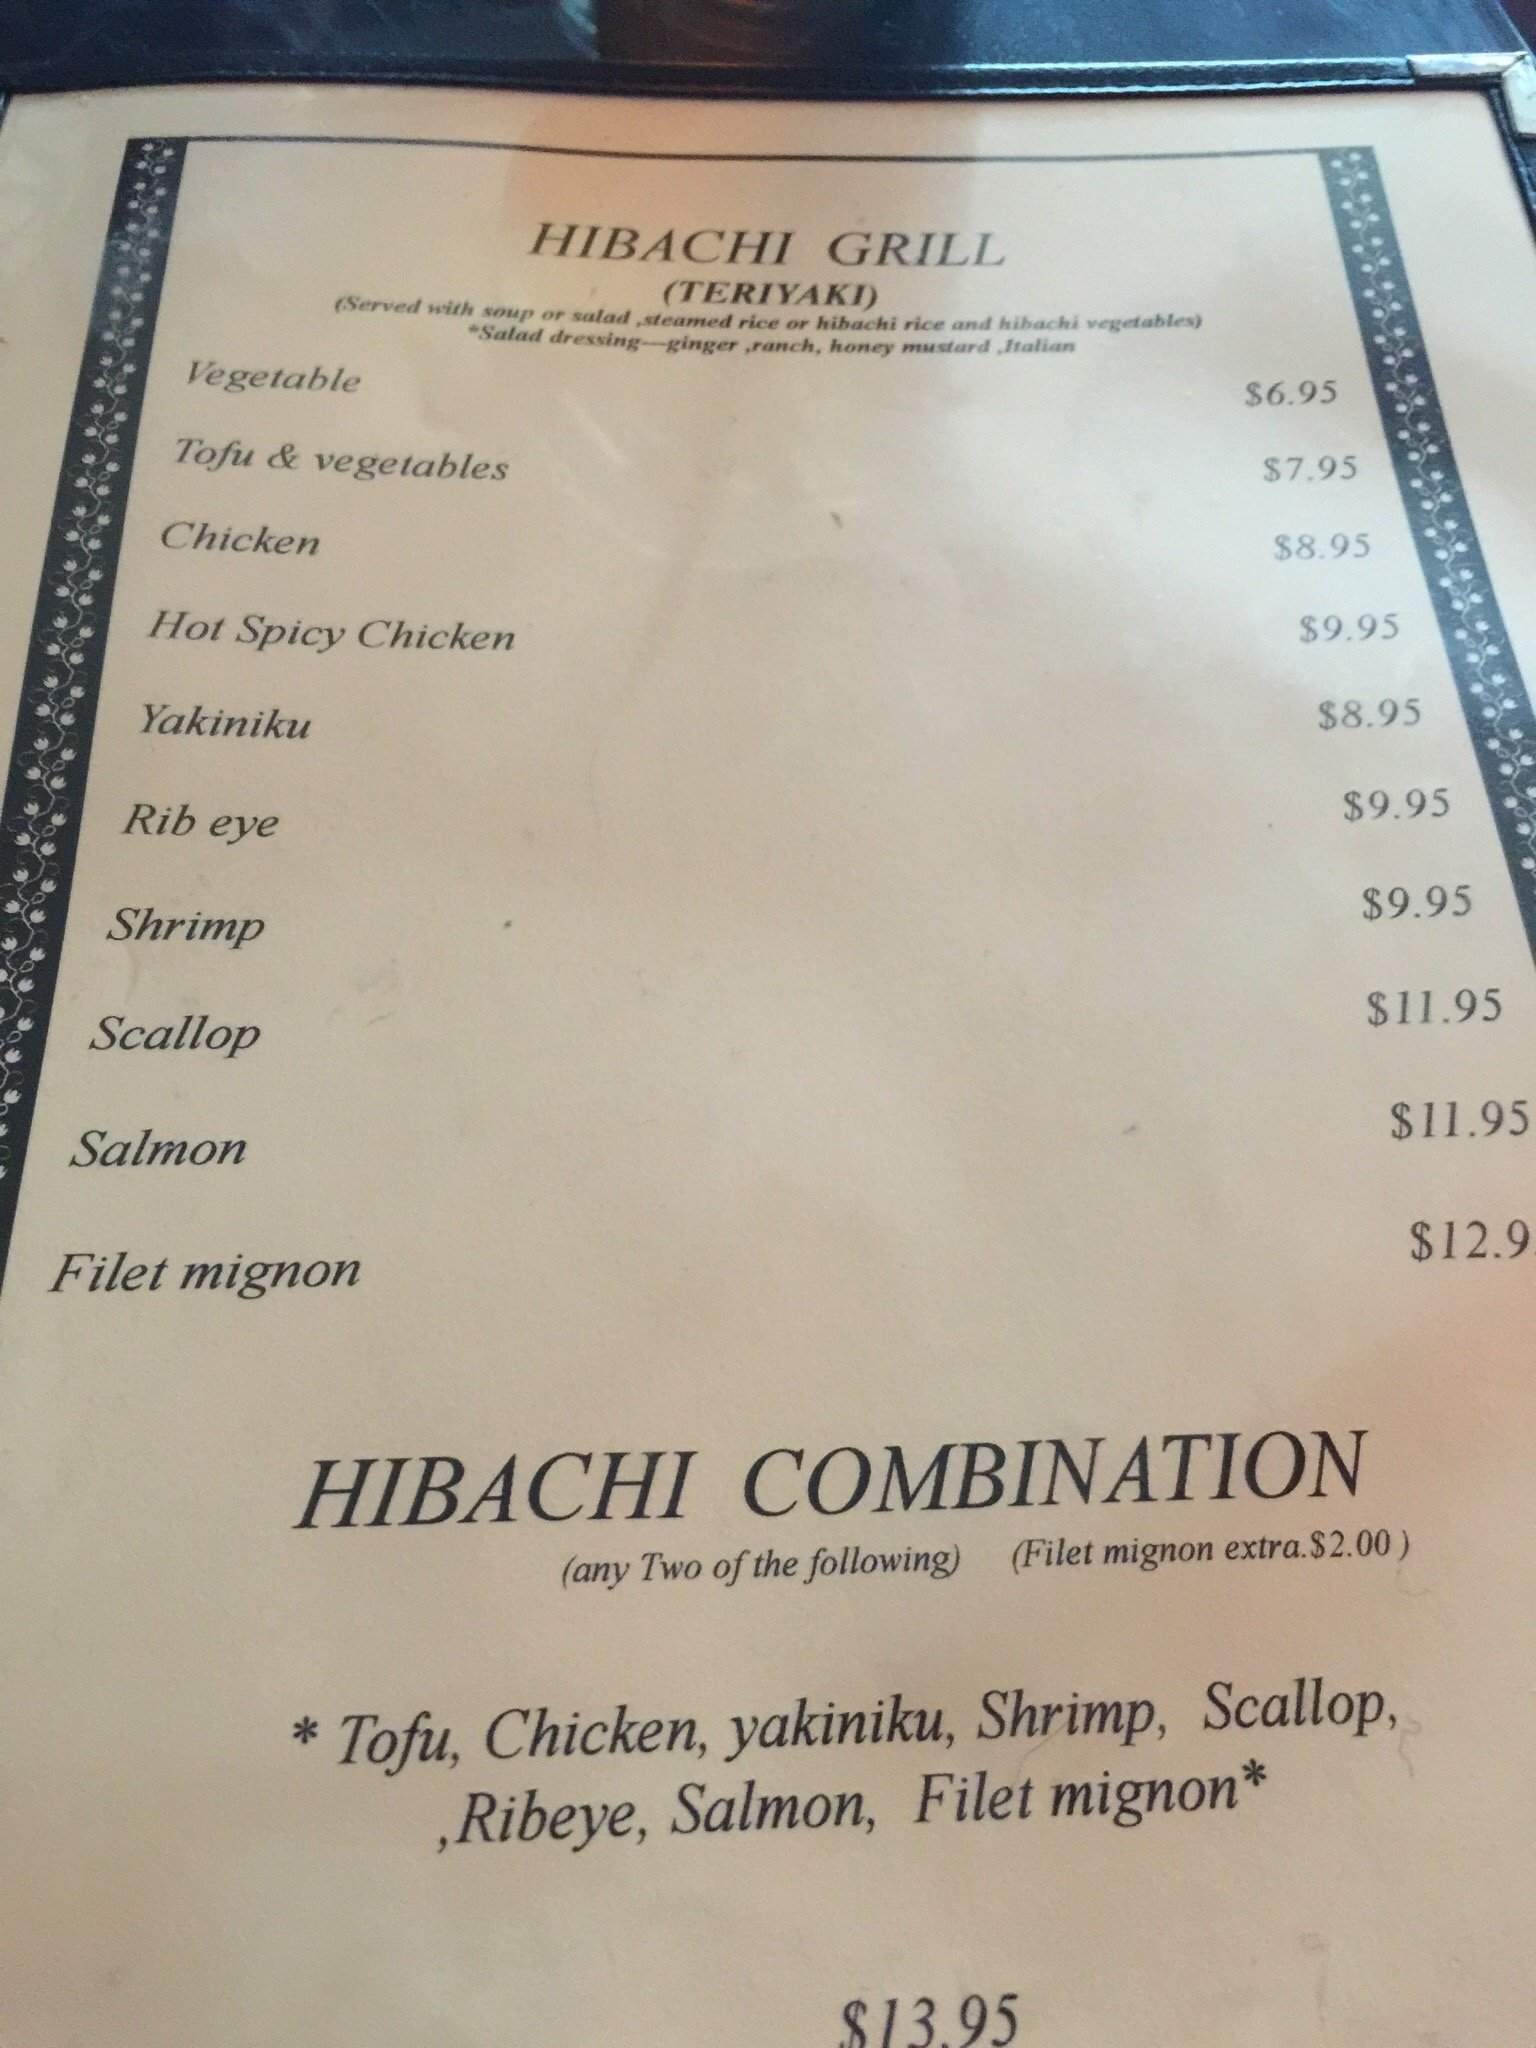 HIBACHI GRILL
(TERIYAKI)
(Served with soup or salad ,steamed rice or hibachi rice and hibachi vegetables)
*Salad dressing—ginger ,ranch, honey mustard ,Italian
Vegetable $6.95
Tofu & vegetables $7.95
Chicken $8.95
Hot Spicy Chicken $9.95
Yakiniku $8.95
Rib eye $9.95
Shrimp $9.95
Scallop $11.95
Salmon $11.95
Filet mignon $12.9
HIBACHI COMBINATION
(any Two of the following) (Filet mignon extra.$2.00 )
* Tofu, Chicken, yakiniku, Shrimp, Scallop,
,Ribeye, Salmon, Filet mignon*
$13.95